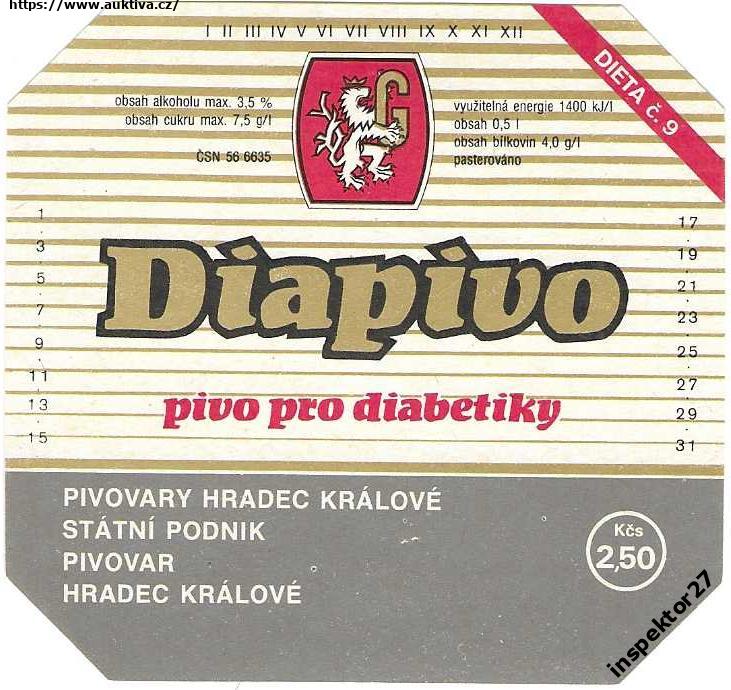 https://www.auktiva.cz/
I II III IV V VI VII VIII IX X XI XII
DIETA č. 9
obsah alkoholu max. 3,5 %
obsah cukru max. 7,5 g/l
ČSN 56 6635
G
využitelná energie 1400 kJ/l
obsah 0,5 l
obsah bílkovin 4,0 g/l
pasterováno
1
3
5
7
9
11
13
15
17
19
21
23
25
27
29
31
Diapivo
pivo pro diabetiky
PIVOVARY HRADEC KRÁLOVÉ
STÁTNÍ PODNIK
PIVOVAR
HRADEC KRÁLOVÉ
Kčs
2,50
inspektor27